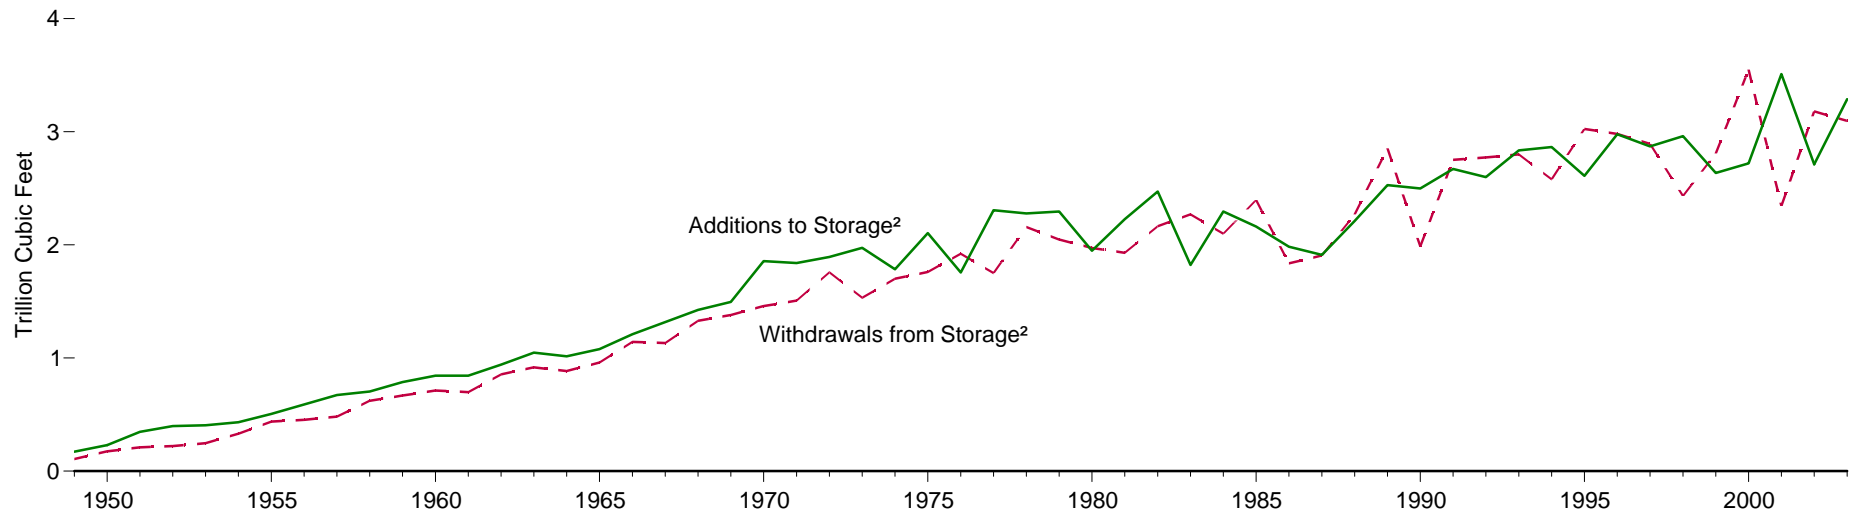 4
3
2
1
0
Trillion Cubic Feet
Additions to Storage²
Withdrawals from Storage²
1950 1955 1960 1965 1970 1975 1980 1985 1990 1995 2000